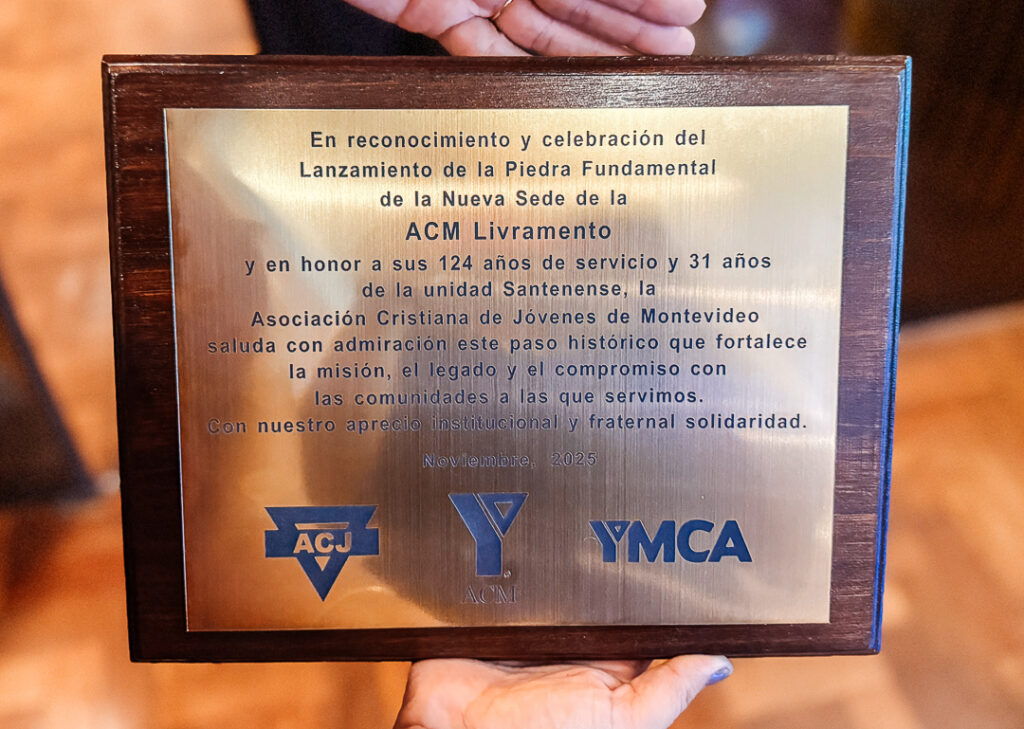 En reconocimiento y celebración del
Lanzamiento de la Piedra Fundamental
de la Nueva Sede de la
ACM Livramento
y en honor a sus 124 años de servicio y 31 años
de la unidad Santenense, la
Asociación Cristiana de Jóvenes de Montevideo
saluda con admiración este paso histórico que fortalece
la misión, el legado y el compromiso con
las comunidades a las que servimos.
Con nuestro aprecio institucional y fraternal solidaridad.
Noviembre, 2025
ACJ
Y
ACM
YMCA